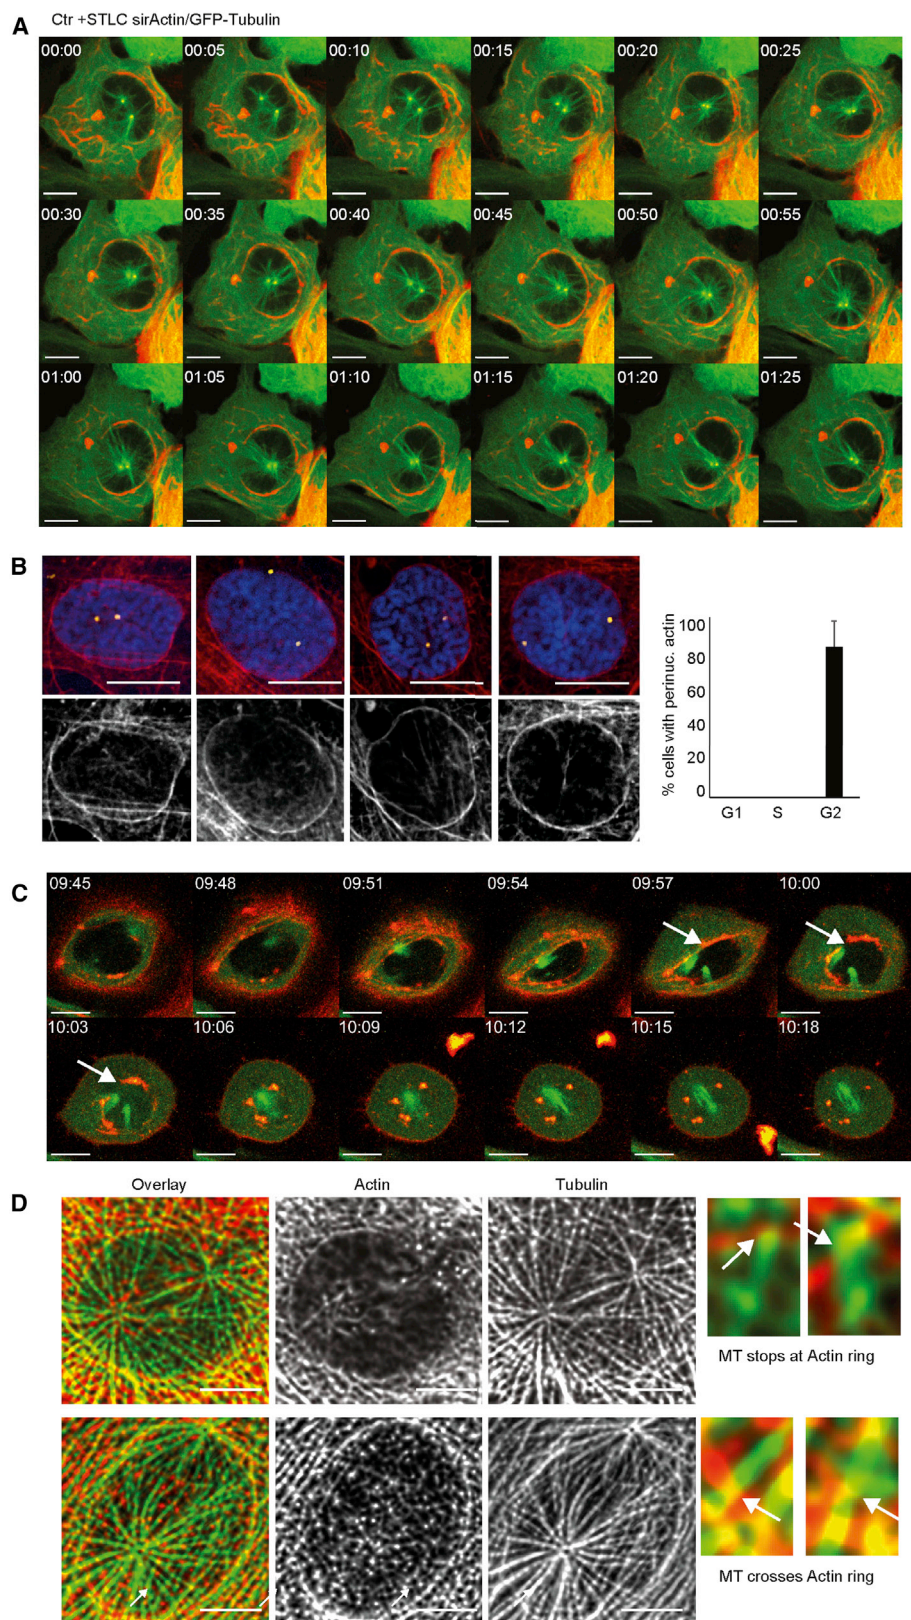 A
Ctr +STLC sirActin/GFP-Tubulin
00:00 00:05 00:10 00:15 00:20 00:25
00:30 00:35 00:40 00:45 00:50 00:55
01:00 01:05 01:10 01:15 01:20 01:25
B
% cells with perinuc. actin
100
80
60
40
20
0
G1 S G2
C
09:45 09:48 09:51 09:54 09:57 10:00
10:03 10:06 10:09 10:12 10:15 10:18
D
Overlay Actin Tubulin
MT stops at Actin ring
MT crosses Actin ring